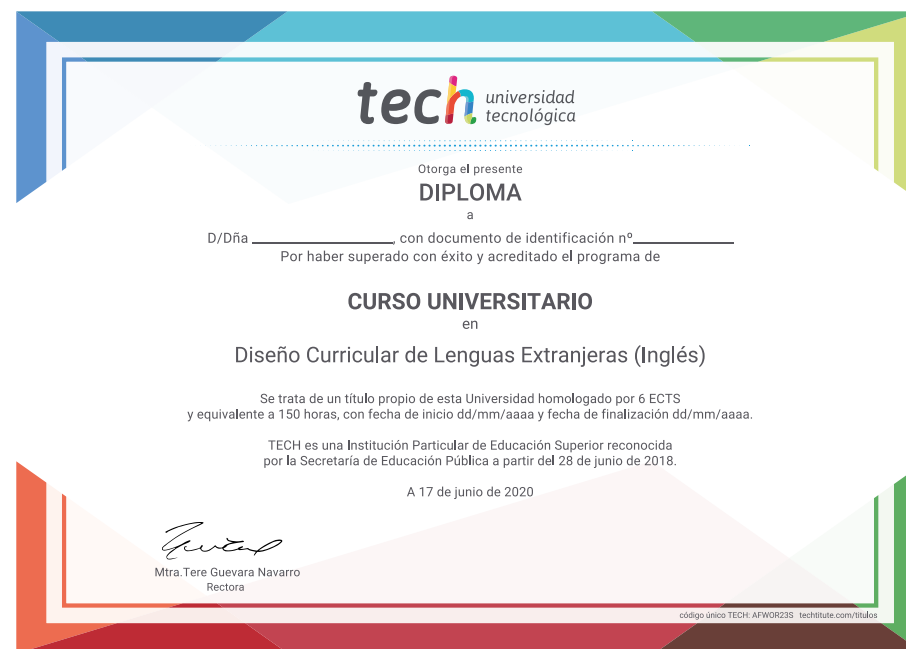 tech universidad
tecnológica
Otorga el presente
DIPLOMA
a
D/Dña ____________________, con documento de identificación nº______________
Por haber superado con éxito y acreditado el programa de
CURSO UNIVERSITARIO
en
Diseño Curricular de Lenguas Extranjeras (Inglés)
Se trata de un título propio de esta Universidad homologado por 6 ECTS
y equivalente a 150 horas, con fecha de inicio dd/mm/aaaa y fecha de finalización dd/mm/aaaa.
TECH es una Institución Particular de Educación Superior reconocida
por la Secretaría de Educación Pública a partir del 28 de junio de 2018.
A 17 de junio de 2020
Mtra.Tere Guevara Navarro
Rectora
código único TECH: AFWOR23S techtitute.com/titulos